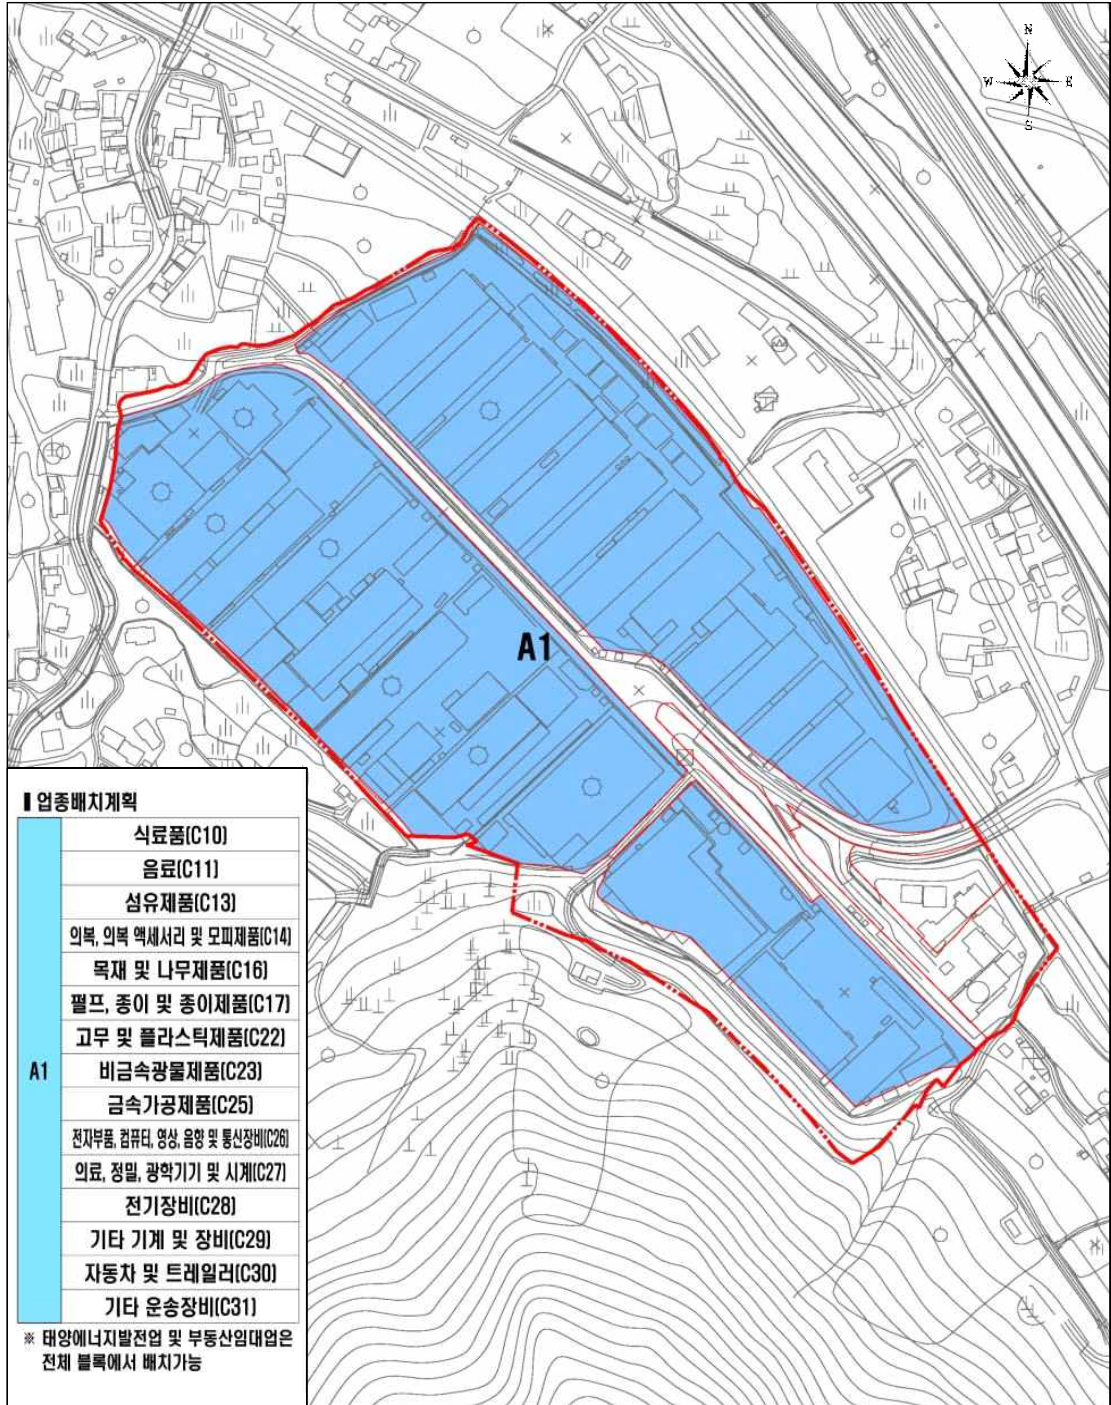 N
W E
S
A1
▮ 업종배치계획
A1
식료품(C10)
음료(C11)
섬유제품(C13)
의복, 의복 액세서리 및 모피제품(C14)
목재 및 나무제품(C16)
펄프, 종이 및 종이제품(C17)
고무 및 플라스틱제품(C22)
비금속광물제품(C23)
금속가공제품(C25)
전자부품, 컴퓨터, 영상, 음향 및 통신장비(C26)
의료, 정밀, 광학기기 및 시계(C27)
전기장비(C28)
기타 기계 및 장비(C29)
자동차 및 트레일러(C30)
기타 운송장비(C31)
※ 태양에너지발전업 및 부동산임대업은
전체 블록에서 배치가능